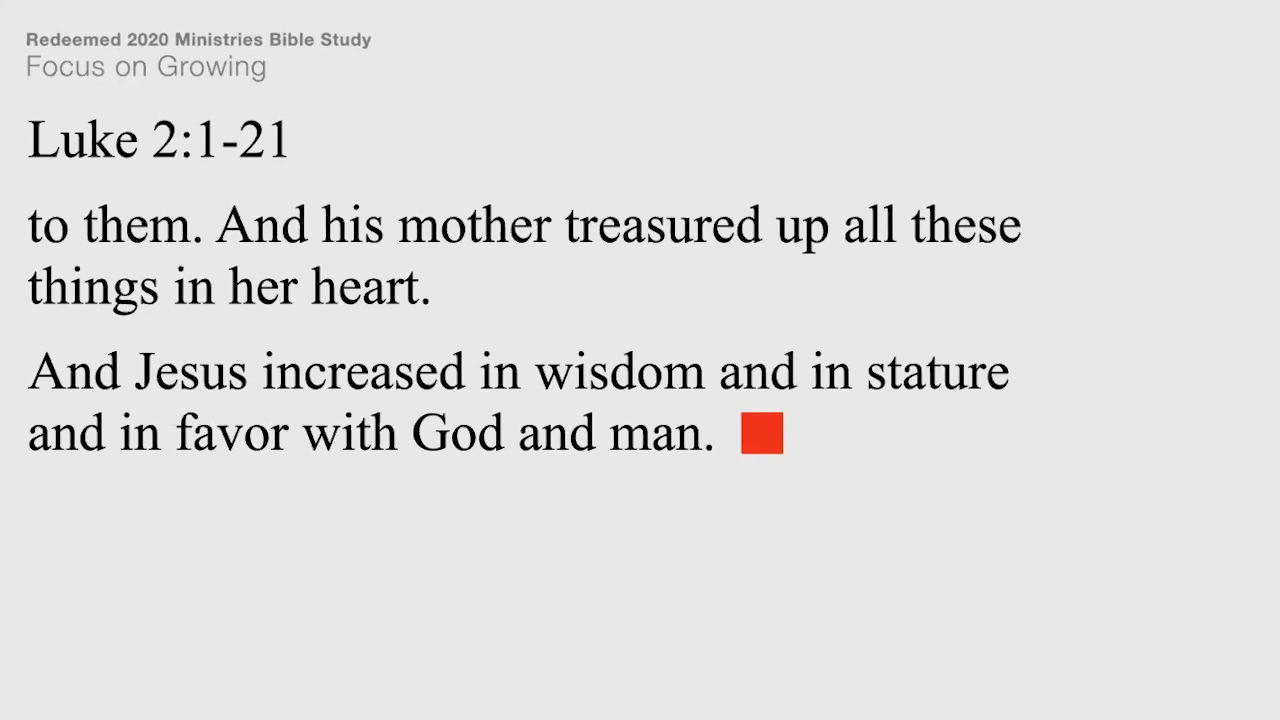 Redeemed 2020 Ministries Bible Study
Focus on Growing
Luke 2:1-21
to them. And his mother treasured up all these
things in her heart.
And Jesus increased in wisdom and in stature
and in favor with God and man.